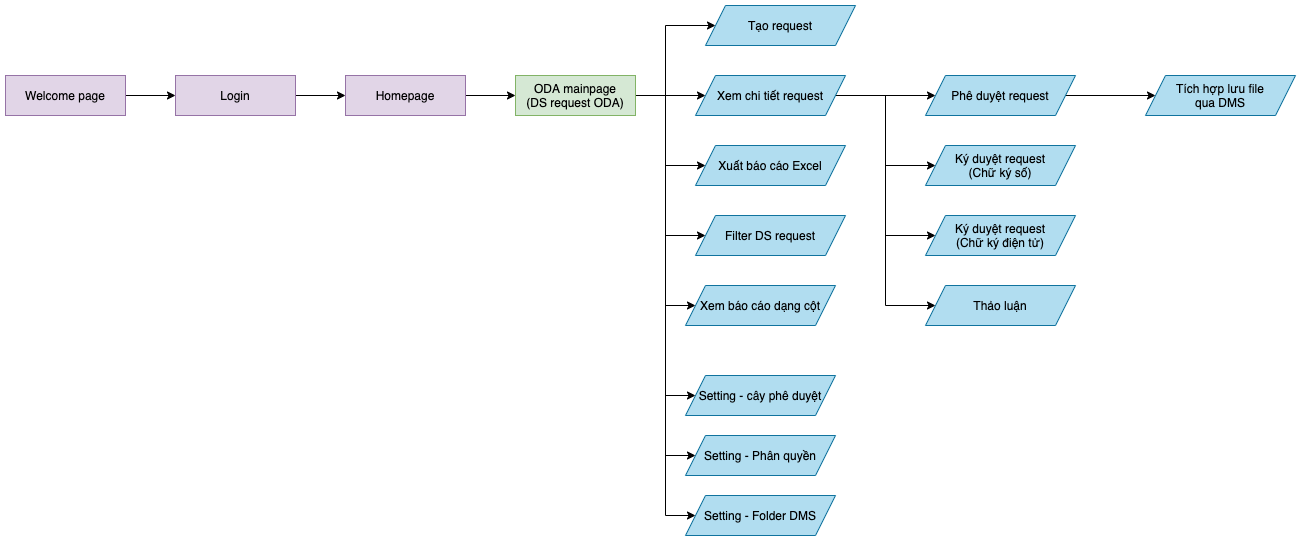 Tạo request
Welcome page
Login
Homepage
ODA mainpage
(DS request ODA)
Xem chi tiết request
Phê duyệt request
Tích hợp lưu file
qua DMS
Xuất báo cáo Excel
Ký duyệt request
(Chữ ký số)
Filter DS request
Ký duyệt request
(Chữ ký điện tử)
Xem báo cáo dạng cột
Thảo luận
Setting - cây phê duyệt
Setting - Phân quyền
Setting - Folder DMS